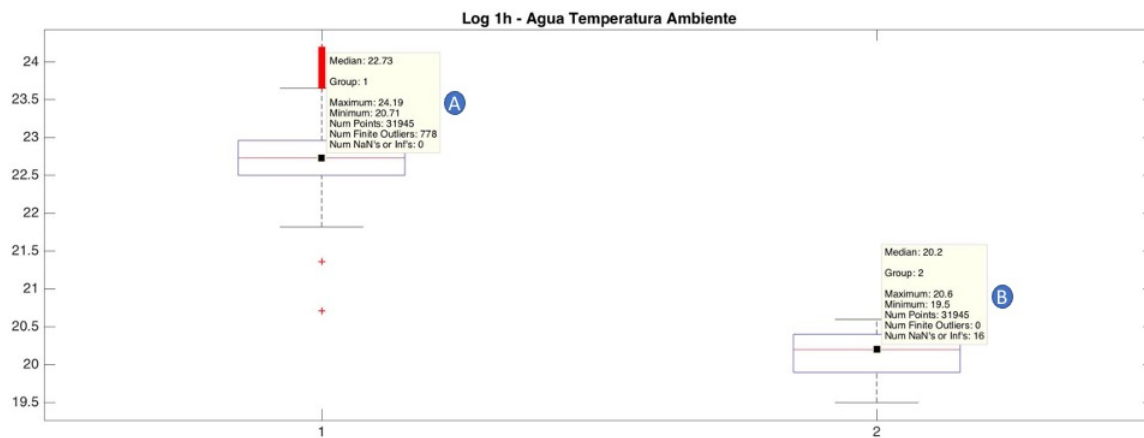 Log 1h - Agua Temperatura Ambiente
24
23.5
23
22.5
22
21.5
21
20.5
20
19.5
Median: 22.73
Group: 1
Maximum: 24.19
Minimum: 20.71
Num Points: 31945
Num Finite Outliers: 778
Num NaN's or Inf's: 0
A
Median: 20.2
Group: 2
Maximum: 20.6
Minimum: 19.5
Num Points: 31945
Num Finite Outliers: 0
Num NaN's or Inf's: 16
B
1
2